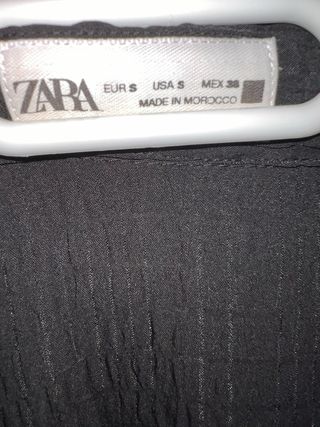 ZARA
EUR S USA S MEX 36
MADE IN MOROCCO